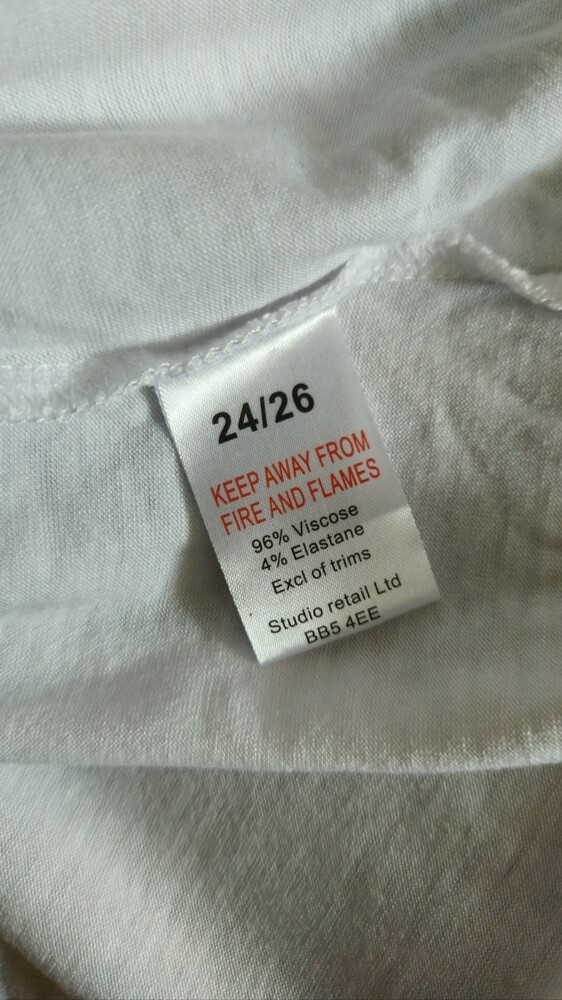 24/26
KEEP AWAY FROM
FIRE AND FLAMES
96% Viscose
4% Elastane
Excl of trims
Studio retail Ltd
BB5 4EE